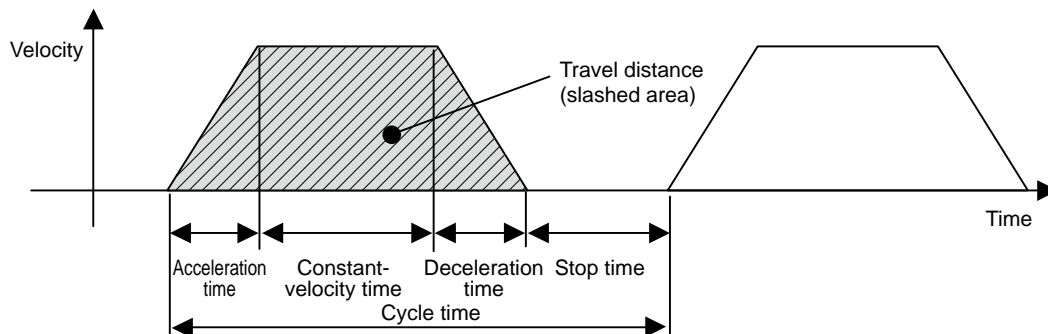 Velocity
Travel distance
(slashed area)
Time
Acceleration
time
Constant-
velocity time
Deceleration
time
Stop time
Cycle time